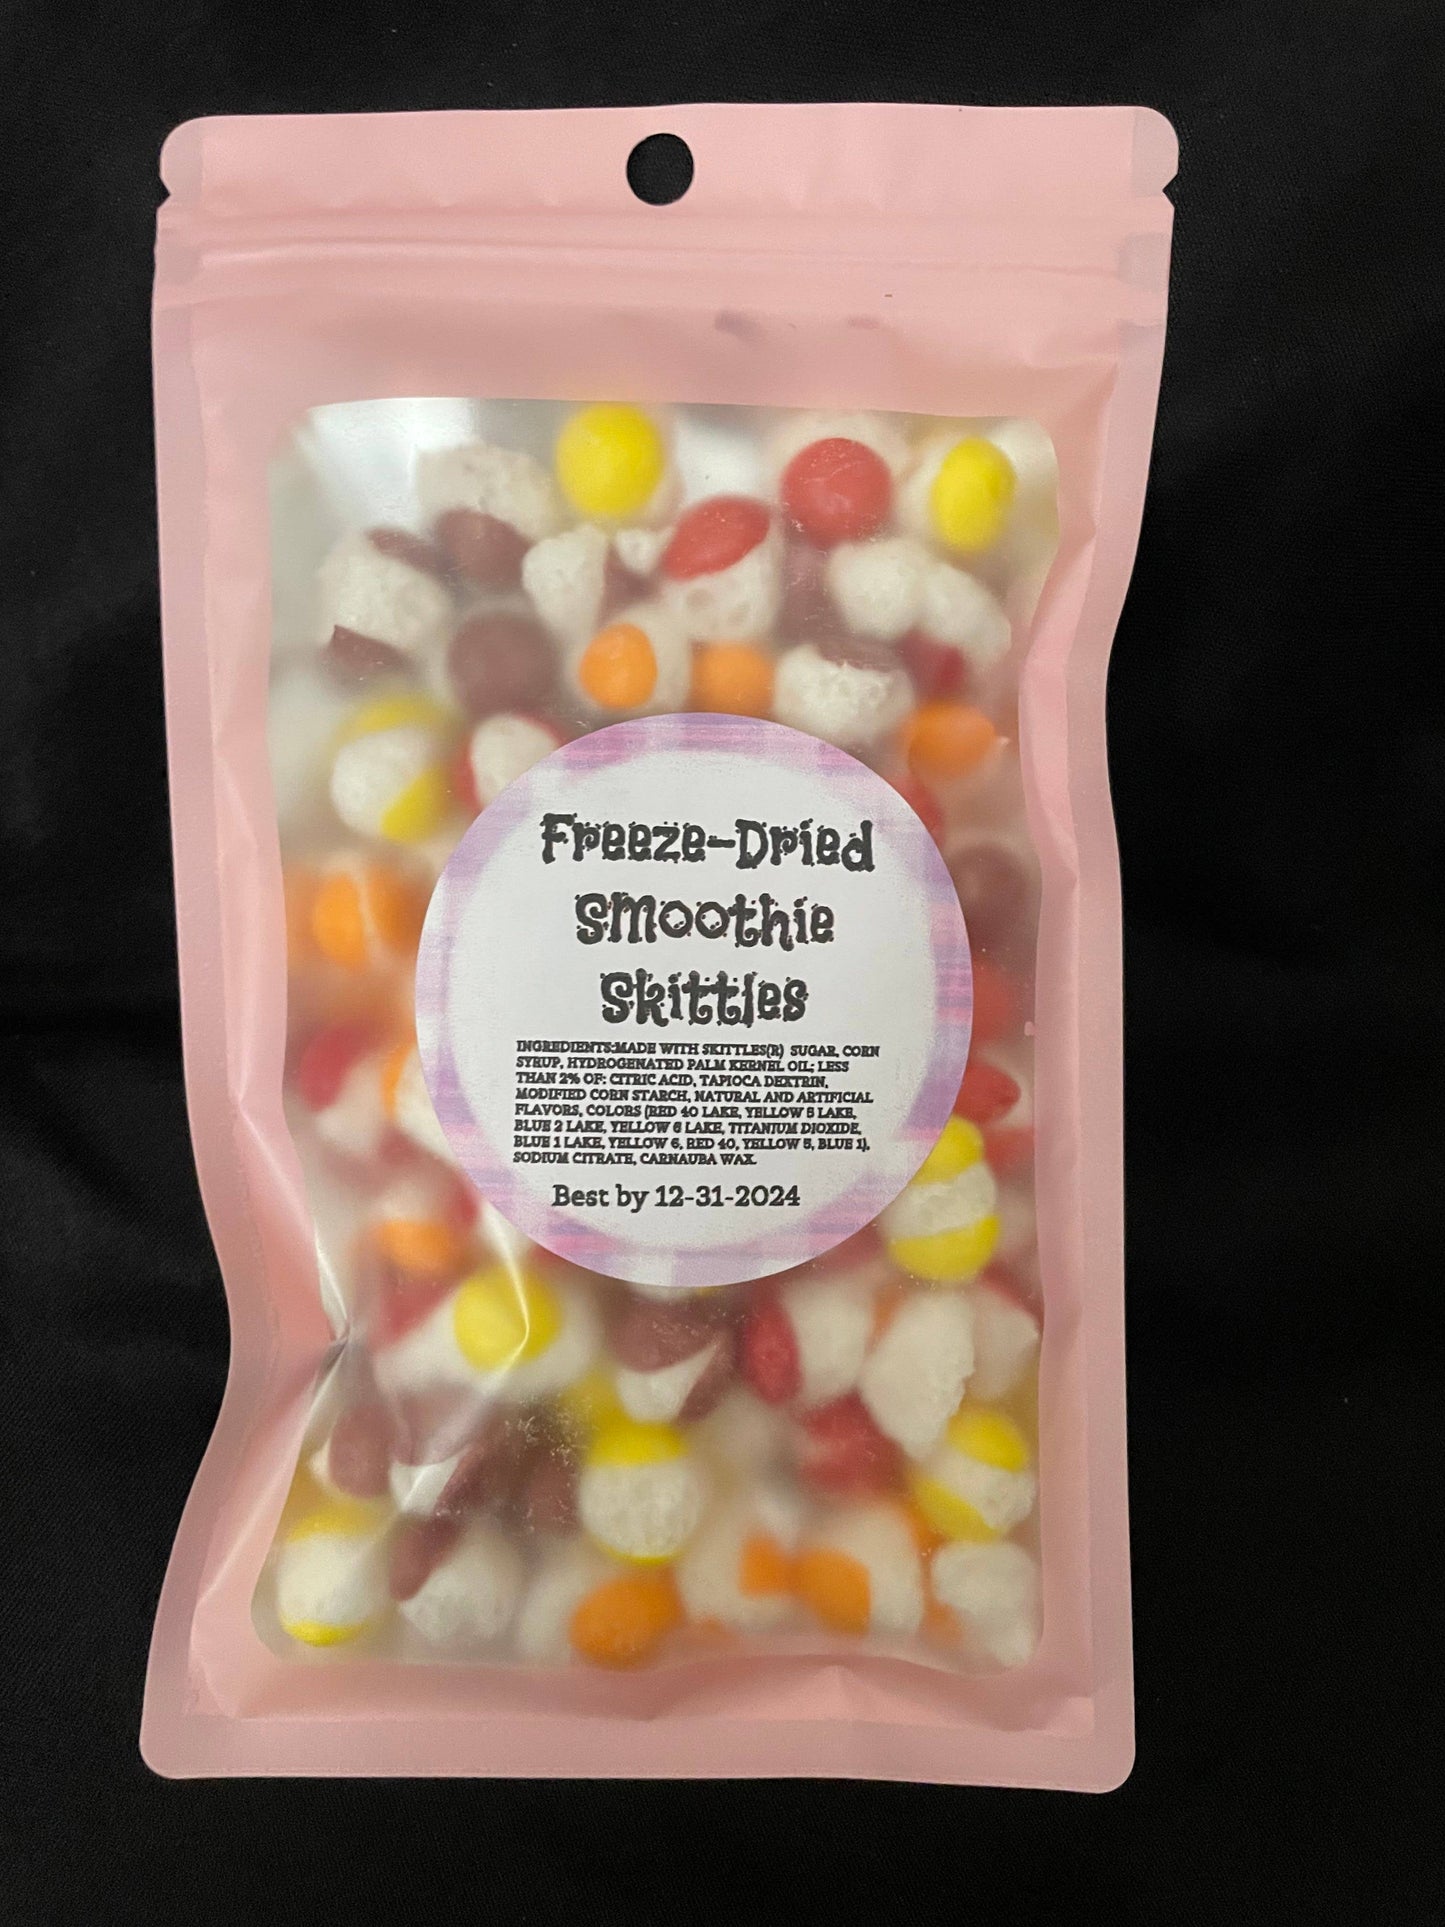 Freeze-Dried
Smoothie
Skittles
INGREDIENTS:MADE WITH SKITTLES(R) SUGAR, CORN
SYRUP, HYDROGENATED PALM KERNEL OIL; LESS
THAN 2% OF: CITRIC ACID, TAPIOCA DEXTRIN,
MODIFIED CORN STARCH, NATURAL AND ARTIFICIAL
FLAVORS, COLORS (RED 40 LAKE, YELLOW 5 LAKE,
BLUE 2 LAKE, YELLOW 6 LAKE, TITANIUM DIOXIDE,
BLUE 1 LAKE, YELLOW 6, RED 40, YELLOW 5, BLUE 1),
SODIUM CITRATE, CARNAUBA WAX.
Best by 12-31-2024